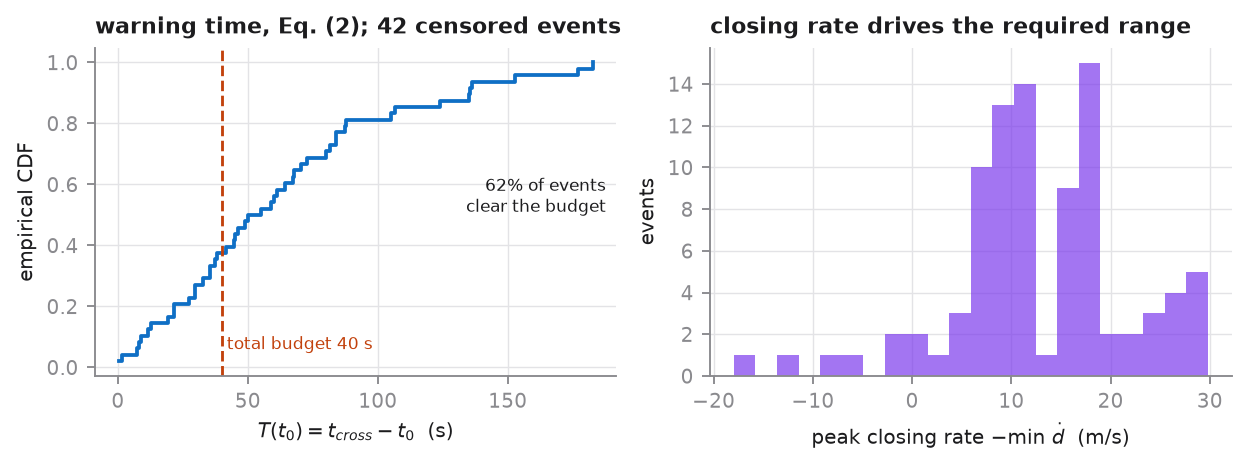 warning time, Eq. (2); 42 censored events
1.0
0.8
0.6
0.4
0.2
0.0
empirical CDF
62% of events
clear the budget
total budget 40 s
0 50 100 150
T(t₀) = t_cross − t₀ (s)
closing rate drives the required range
14
12
10
8
6
4
2
0
events
−20 −10 0 10 20 30
peak closing rate −min ḋ (m/s)